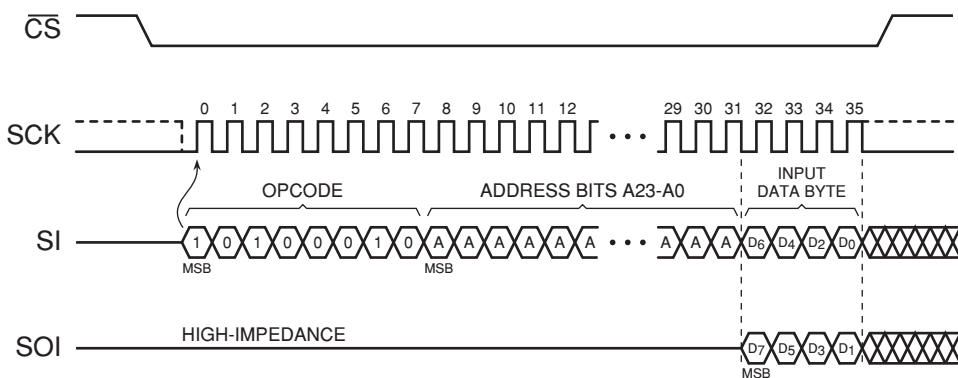 CS
0 1 2 3 4 5 6 7 8 9 10 11 12 29 30 31 32 33 34 35
SCK
OPCODE ADDRESS BITS A23-A0 INPUT
DATA BYTE
SI 1 0 1 0 0 0 1 0 A A A A A A • • • A A A D6 D4 D2 D0
MSB MSB
HIGH-IMPEDANCE
SOI D7 D5 D3 D1
MSB